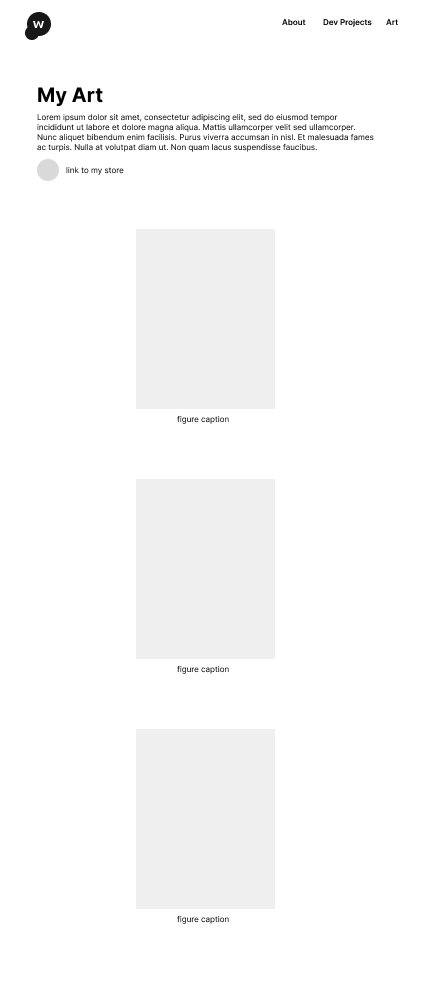 w
About Dev Projects Art
My Art
Lorem ipsum dolor sit amet, consectetur adipiscing elit, sed do eiusmod tempor
incididunt ut labore et dolore magna aliqua. Mattis ullamcorper velit sed ullamcorper.
Nunc aliquet bibendum enim facilisis. Purus viverra accumsan in nisl. Et malesuada fames
ac turpis. Nulla at volutpat diam ut. Non quam lacus suspendisse faucibus.
link to my store
figure caption
figure caption
figure caption